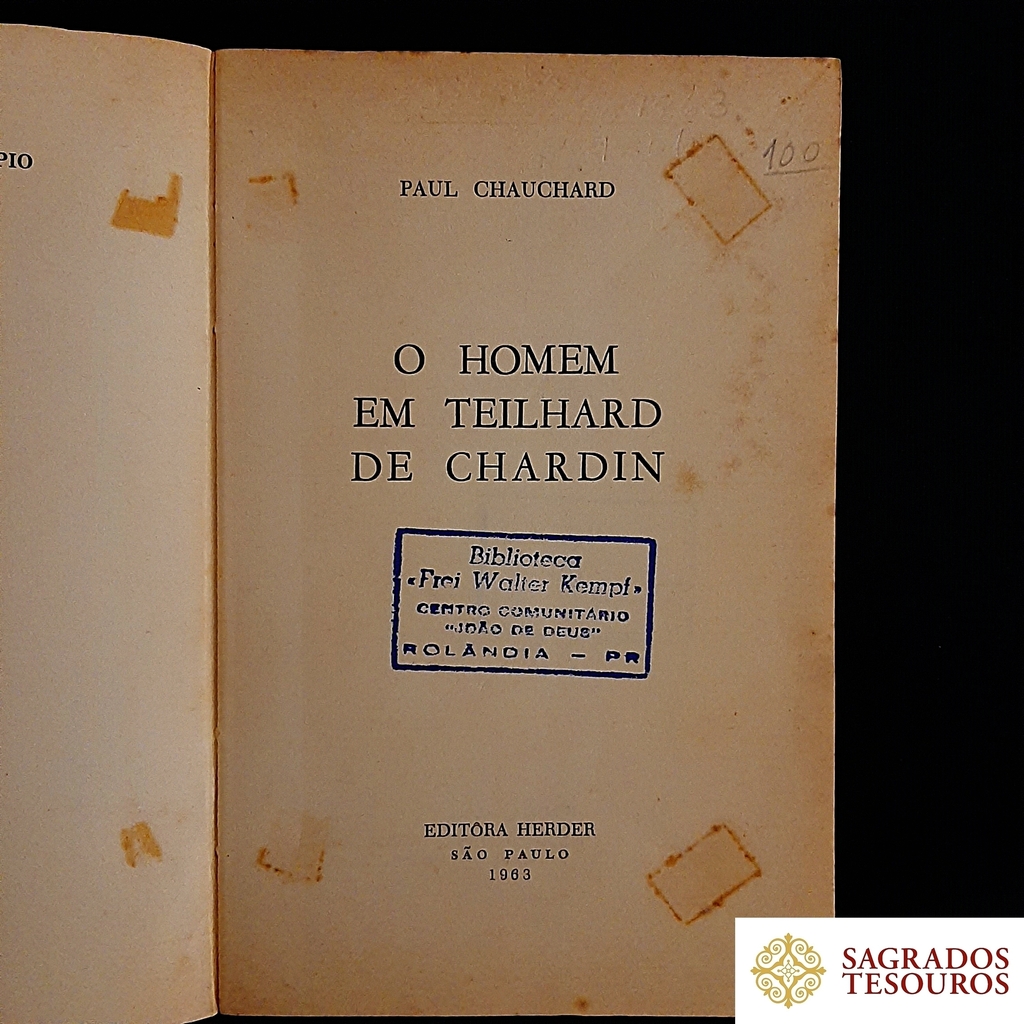 PIO
100
PAUL CHAUCHARD
O HOMEM
EM TEILHARD
DE CHARDIN
Biblioteca
«Frei Walter Kempf»
CENTRO COMUNITÁRIO
"JOÃO DE DEUS"
ROLÂNDIA — PR
EDITÔRA HERDER
SÃO PAULO
1963
SAGRADOS
TESOUROS